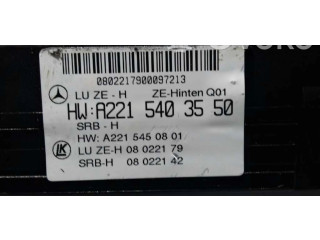 0802217900097213
LU ZE - H ZE-Hinten Q01
HW:A221 540 35 50
SRB - H
HW: A221 545 08 01
LK LU ZE-H 08 0221 79
SRB-H 08 0221 42